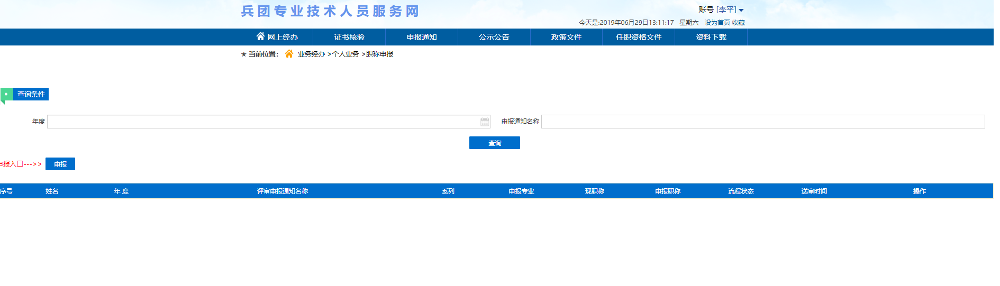 兵团专业技术人员服务网
账号 [李平]
今天是:2019年06月29日13:11:17 星期六 设为首页 收藏
网上经办 证书核验 申报通知 公示公告 政策文件 任职资格文件 资料下载
★ 当前位置： 业务经办 >个人业务 >职称申报
查询条件
年度 申报通知名称
查询
申报入口--->> 申报
序号 姓名 年 度 评审申报通知名称 系列 申报专业 现职称 申报职称 流程状态 送审时间 操作